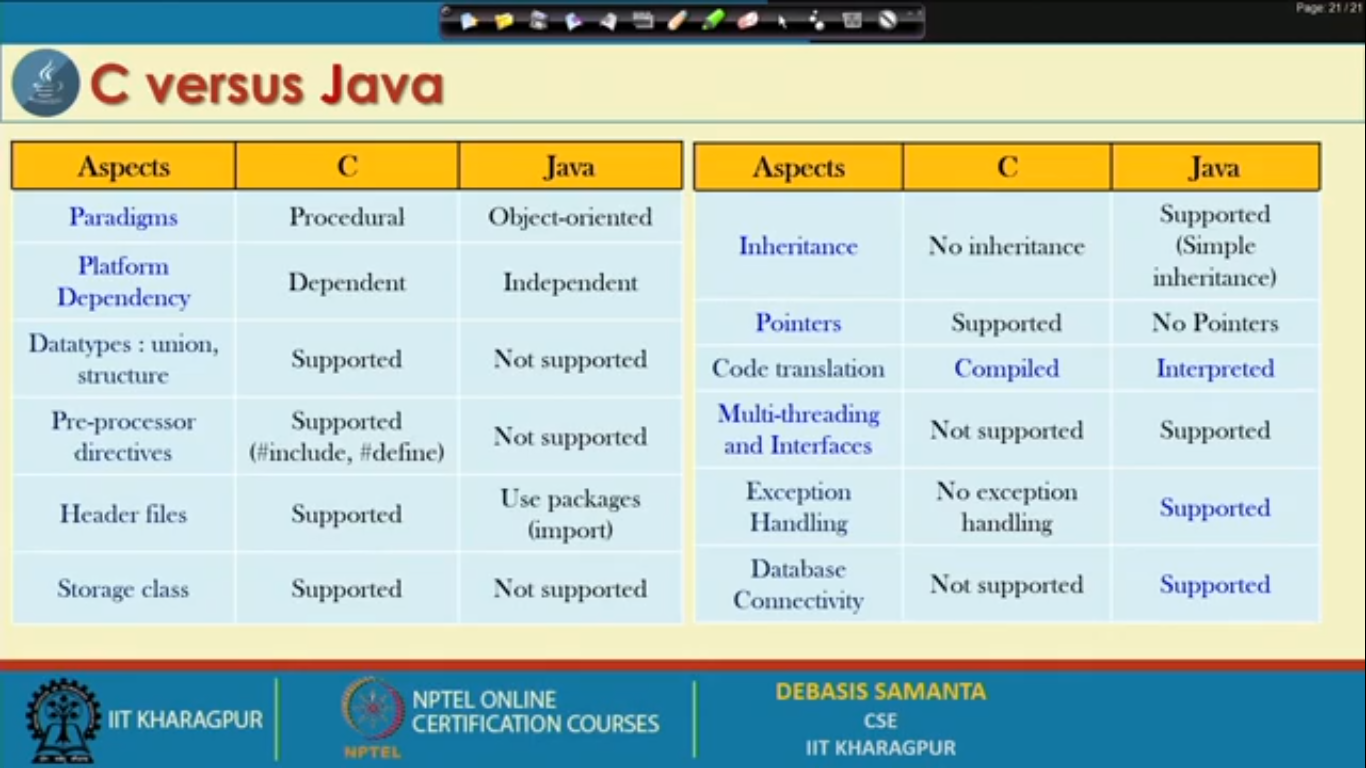 Page: 21 / 21
C versus Java
Aspects C Java
Paradigms Procedural Object-oriented
Platform
Dependency Dependent Independent
Datatypes : union,
structure Supported Not supported
Pre-processor
directives Supported
(#include, #define) Not supported
Header files Supported Use packages
(import)
Storage class Supported Not supported
Aspects C Java
Inheritance No inheritance Supported
(Simple
inheritance)
Pointers Supported No Pointers
Code translation Compiled Interpreted
Multi-threading
and Interfaces Not supported Supported
Exception
Handling No exception
handling Supported
Database
Connectivity Not supported Supported
IIT KHARAGPUR
NPTEL
NPTEL ONLINE
CERTIFICATION COURSES
DEBASIS SAMANTA
CSE
IIT KHARAGPUR